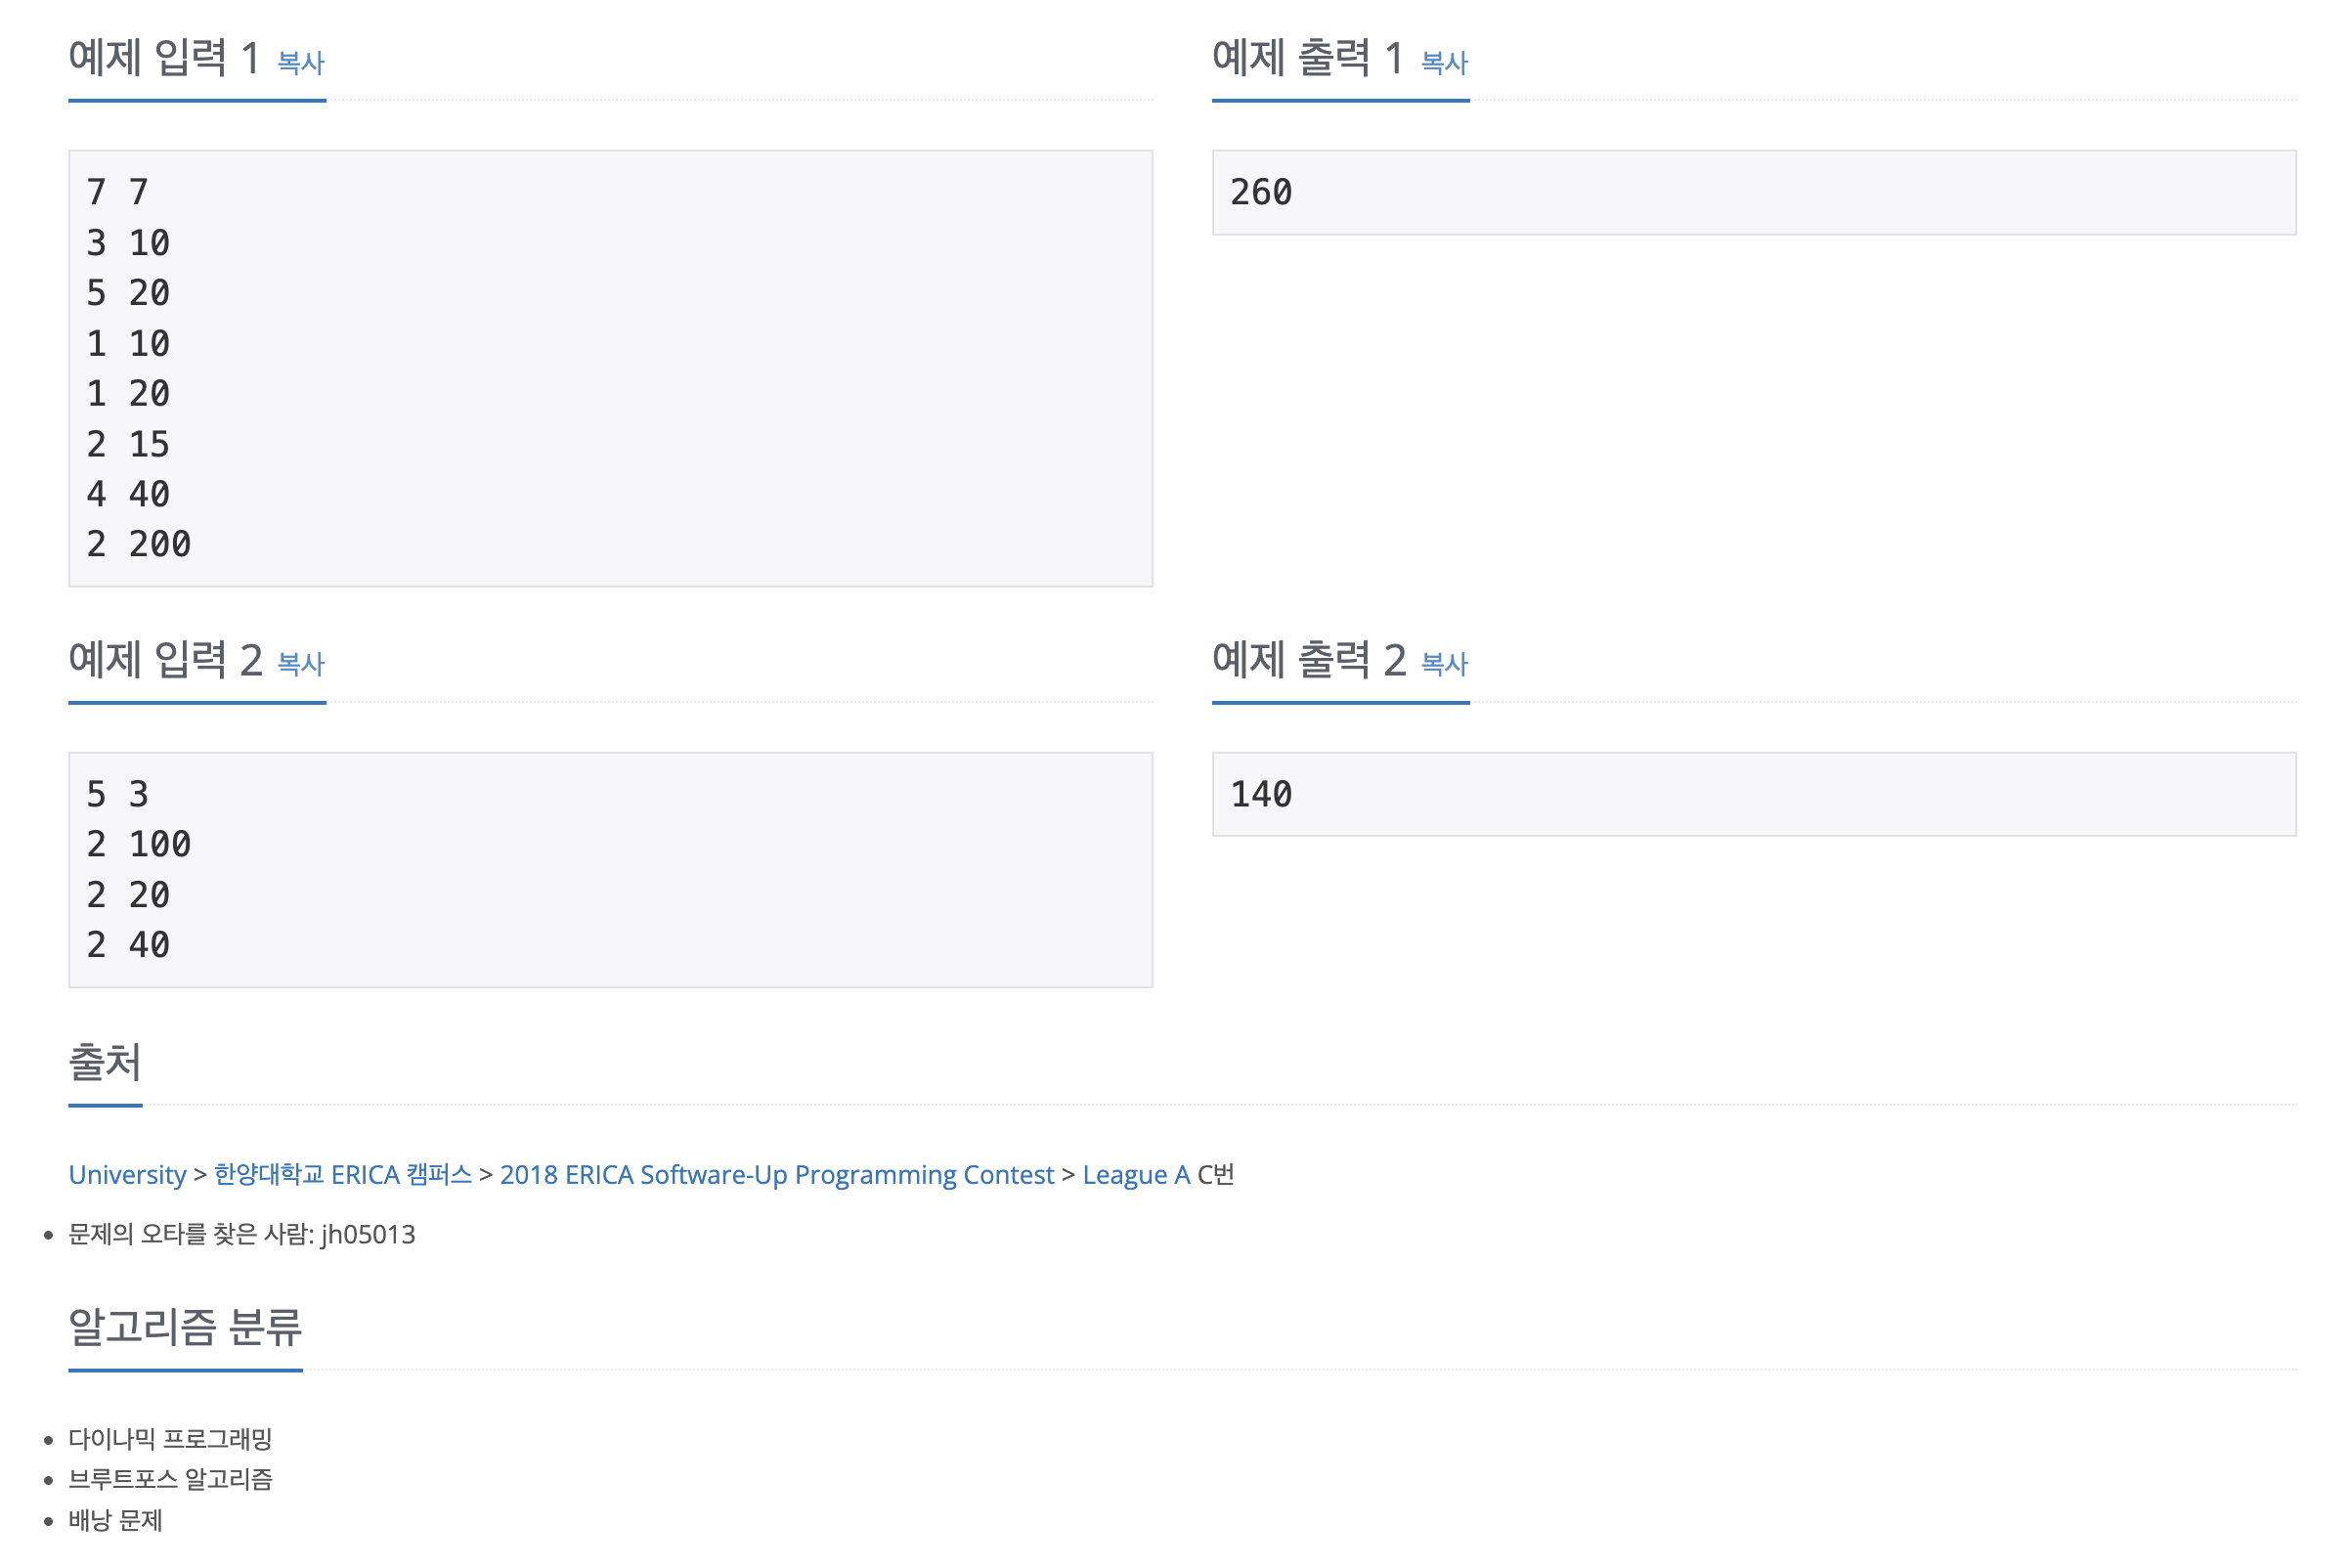 예제 입력 1 복사
예제 출력 1 복사
7 7
3 10
5 20
1 10
1 20
2 15
4 40
2 200
260
예제 입력 2 복사
예제 출력 2 복사
5 3
2 100
2 20
2 40
140
출처
University > 한양대학교 ERICA 캠퍼스 > 2018 ERICA Software-Up Programming Contest > League A C번
문제의 오타를 찾은 사람: jh05013
알고리즘 분류
다이나믹 프로그래밍
브루트포스 알고리즘
배낭 문제